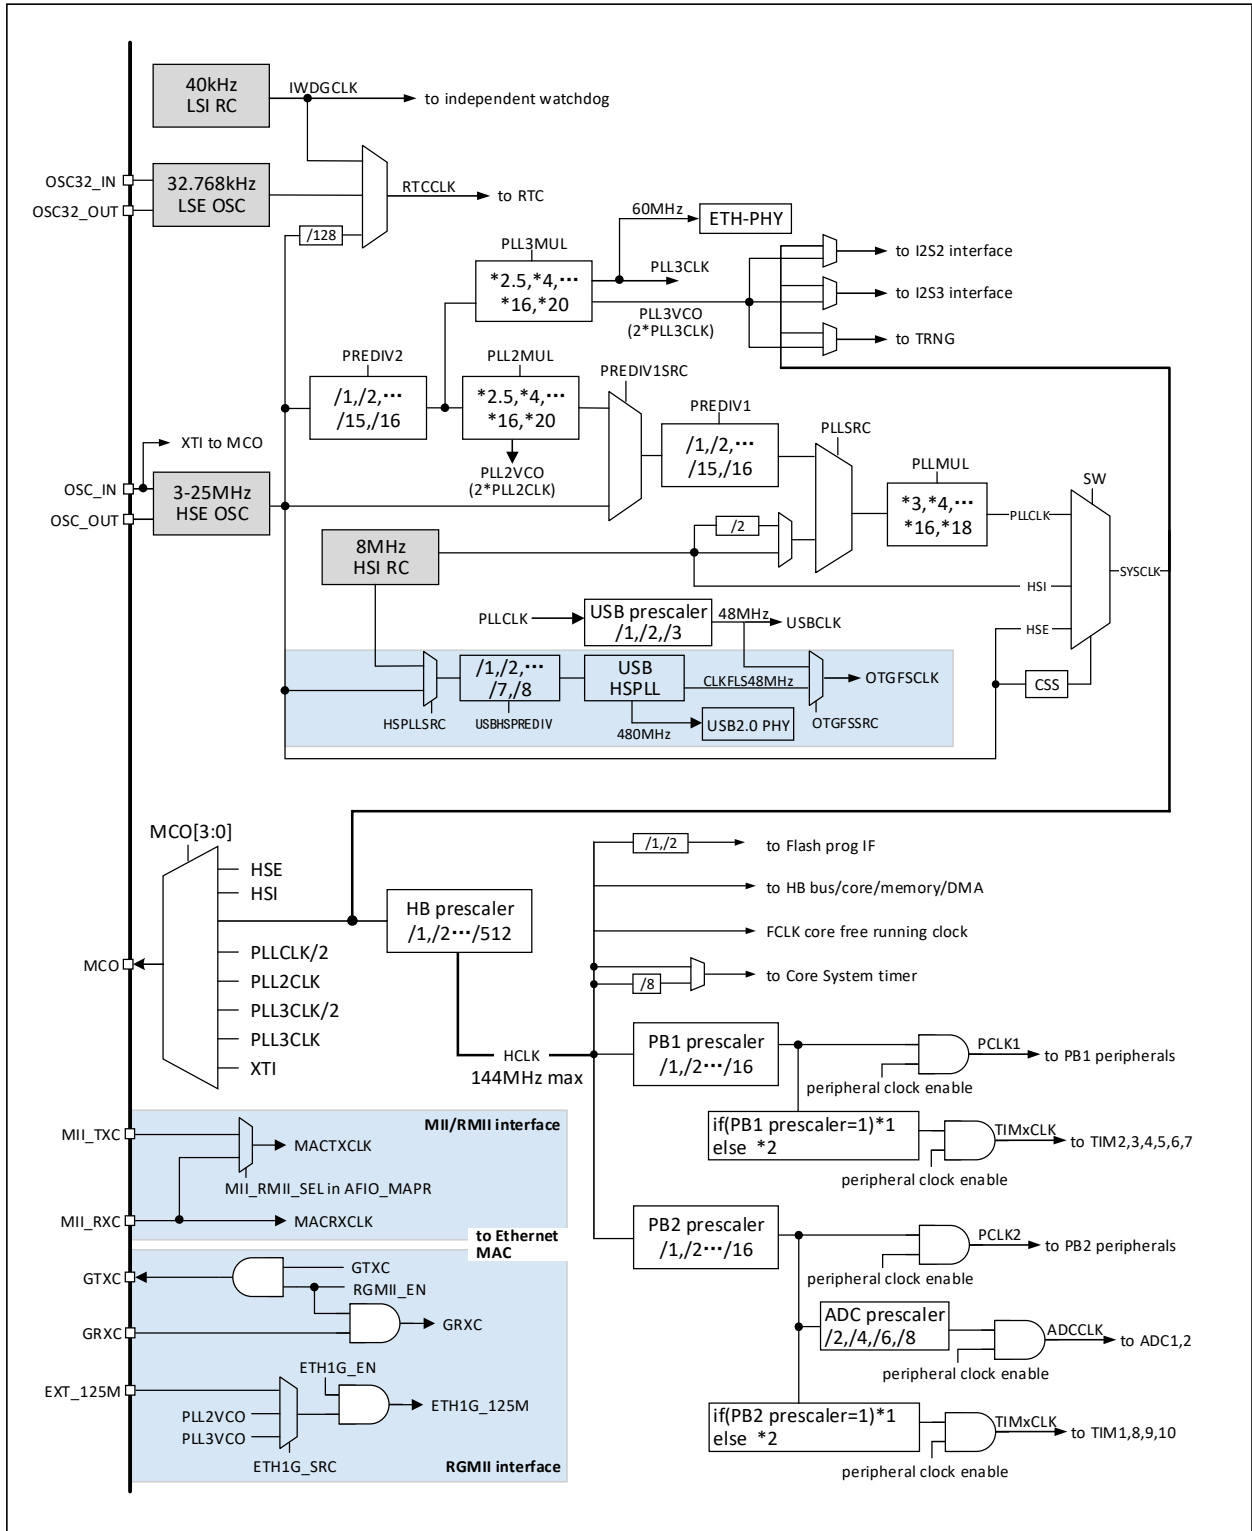 40kHz
LSI RC
IWDGCLK
to independent watchdog
OSC32_IN
OSC32_OUT
32.768kHz
LSE OSC
RTCCLK
to RTC
/128
60MHz
ETH-PHY
PLL3MUL
*2.5,*4,···
*16,*20
PLL3CLK
PLL3VCO
(2*PLL3CLK)
to I2S2 interface
to I2S3 interface
to TRNG
PREDIV2
/1,/2,···
/15,/16
PLL2MUL
*2.5,*4,···
*16,*20
PLL2VCO
(2*PLL2CLK)
PREDIV1SRC
PREDIV1
/1,/2,···
/15,/16
PLLSRC
PLLMUL
*3,*4,···
*16,*18
PLLCLK
SW
SYSCLK
XTI to MCO
OSC_IN
OSC_OUT
3-25MHz
HSE OSC
/2
8MHz
HSI RC
HSI
HSE
CSS
PLLCLK
USB prescaler
/1,/2,/3
48MHz
USBCLK
HSPLLSRC
/1,/2,···
/7,/8
USBHSPREDIV
USB
HSPLL
CLKFLS48MHz
480MHz
USB2.0 PHY
OTGFSSRC
OTGFSCLK
MCO[3:0]
HSE
HSI
PLLCLK/2
PLL2CLK
PLL3CLK/2
PLL3CLK
XTI
MCO
HB prescaler
/1,/2···/512
HCLK
144MHz max
/1,/2
to Flash prog IF
to HB bus/core/memory/DMA
FCLK core free running clock
/8
to Core System timer
PB1 prescaler
/1,/2···/16
PCLK1
to PB1 peripherals
peripheral clock enable
if(PB1 prescaler=1)*1
else *2
TIMxCLK
to TIM2,3,4,5,6,7
peripheral clock enable
PB2 prescaler
/1,/2···/16
PCLK2
to PB2 peripherals
peripheral clock enable
ADC prescaler
/2,/4,/6,/8
ADCCLK
to ADC1,2
peripheral clock enable
if(PB2 prescaler=1)*1
else *2
TIMxCLK
to TIM1,8,9,10
peripheral clock enable
MII/RMII interface
MII_TXC
MACTXCLK
MII_RMII_SEL in AFIO_MAPR
MII_RXC
MACRXCLK
to Ethernet
MAC
GTXC
GTXC
RGMII_EN
GRXC
GRXC
ETH1G_EN
EXT_125M
PLL2VCO
PLL3VCO
ETH1G_125M
ETH1G_SRC
RGMII interface